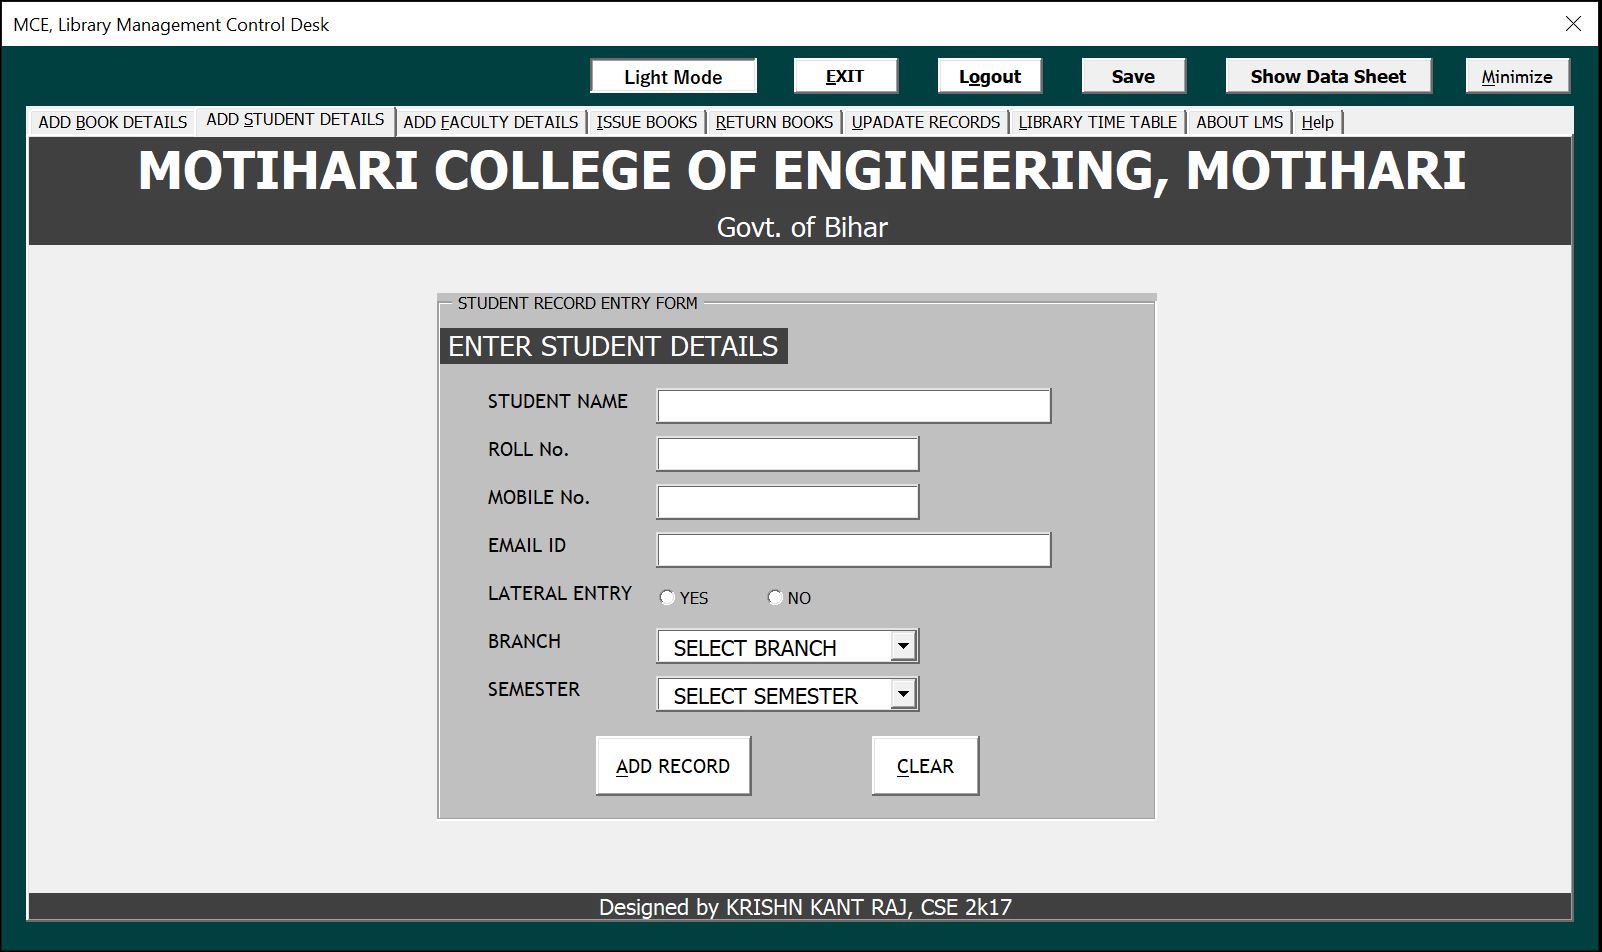 MCE, Library Management Control Desk
Light Mode EXIT Logout Save Show Data Sheet Minimize
ADD BOOK DETAILS ADD STUDENT DETAILS ADD FACULTY DETAILS ISSUE BOOKS RETURN BOOKS UPADATE RECORDS LIBRARY TIME TABLE ABOUT LMS Help
MOTIHARI COLLEGE OF ENGINEERING, MOTIHARI
Govt. of Bihar
STUDENT RECORD ENTRY FORM
ENTER STUDENT DETAILS
STUDENT NAME
ROLL No.
MOBILE No.
EMAIL ID
LATERAL ENTRY YES NO
BRANCH SELECT BRANCH
SEMESTER SELECT SEMESTER
ADD RECORD CLEAR
Designed by KRISHN KANT RAJ, CSE 2k17